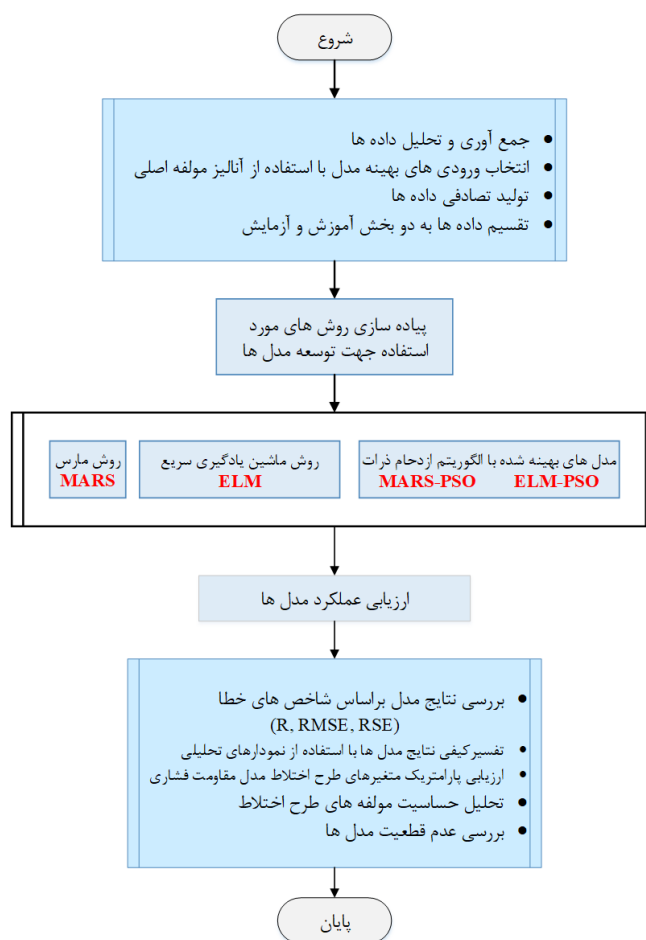 شروع
جمع آوری و تحلیل داده ها
انتخاب ورودی های بهینه مدل با استفاده از آنالیز مولفه اصلی
تولید تصادفی داده ها
تقسیم داده ها به دو بخش آموزش و آزمایش
پیاده سازی روش های مورد
استفاده جهت توسعه مدل ها
مدل های بهینه شده با الگوریتم ازدحام ذرات
MARS-PSO ELM-PSO
روش ماشین یادگیری سریع
ELM
روش مارس
MARS
ارزیابی عملکرد مدل ها
بررسی نتایج مدل براساس شاخص های خطا
(R, RMSE, RSE)
تفسیرکیفی نتایج مدل ها با استفاده از نمودارهای تحلیلی
ارزیابی پارامتریک متغیرهای طرح اختلاط مدل مقاومت فشاری
تحلیل حساسیت مولفه های طرح اختلاط
بررسی عدم قطعیت مدل ها
پایان